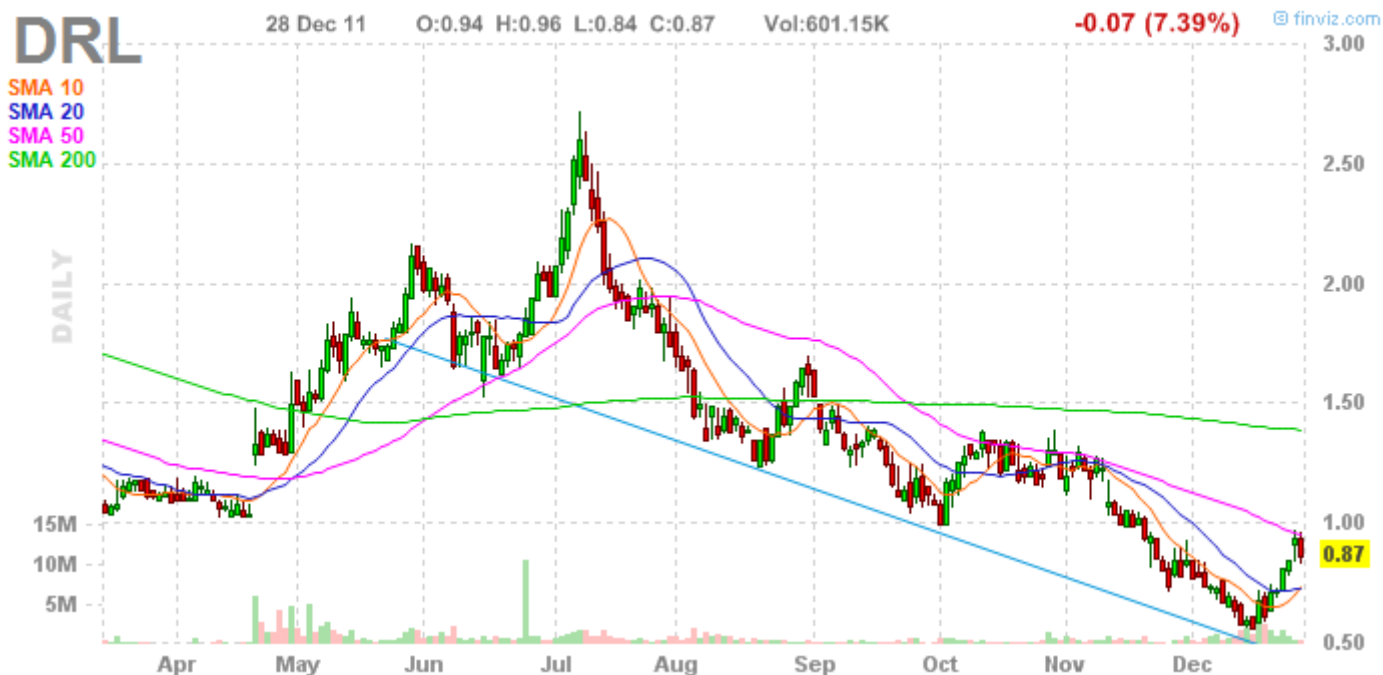 DRL 28 Dec 11 O:0.94 H:0.96 L:0.84 C:0.87 Vol:601.15K -0.07 (7.39%) © finviz.com
SMA 10
SMA 20
SMA 50
SMA 200
DAILY
3.00
2.50
2.00
1.50
15M 1.00
0.87
10M
5M
0.50
Apr May Jun Jul Aug Sep Oct Nov Dec